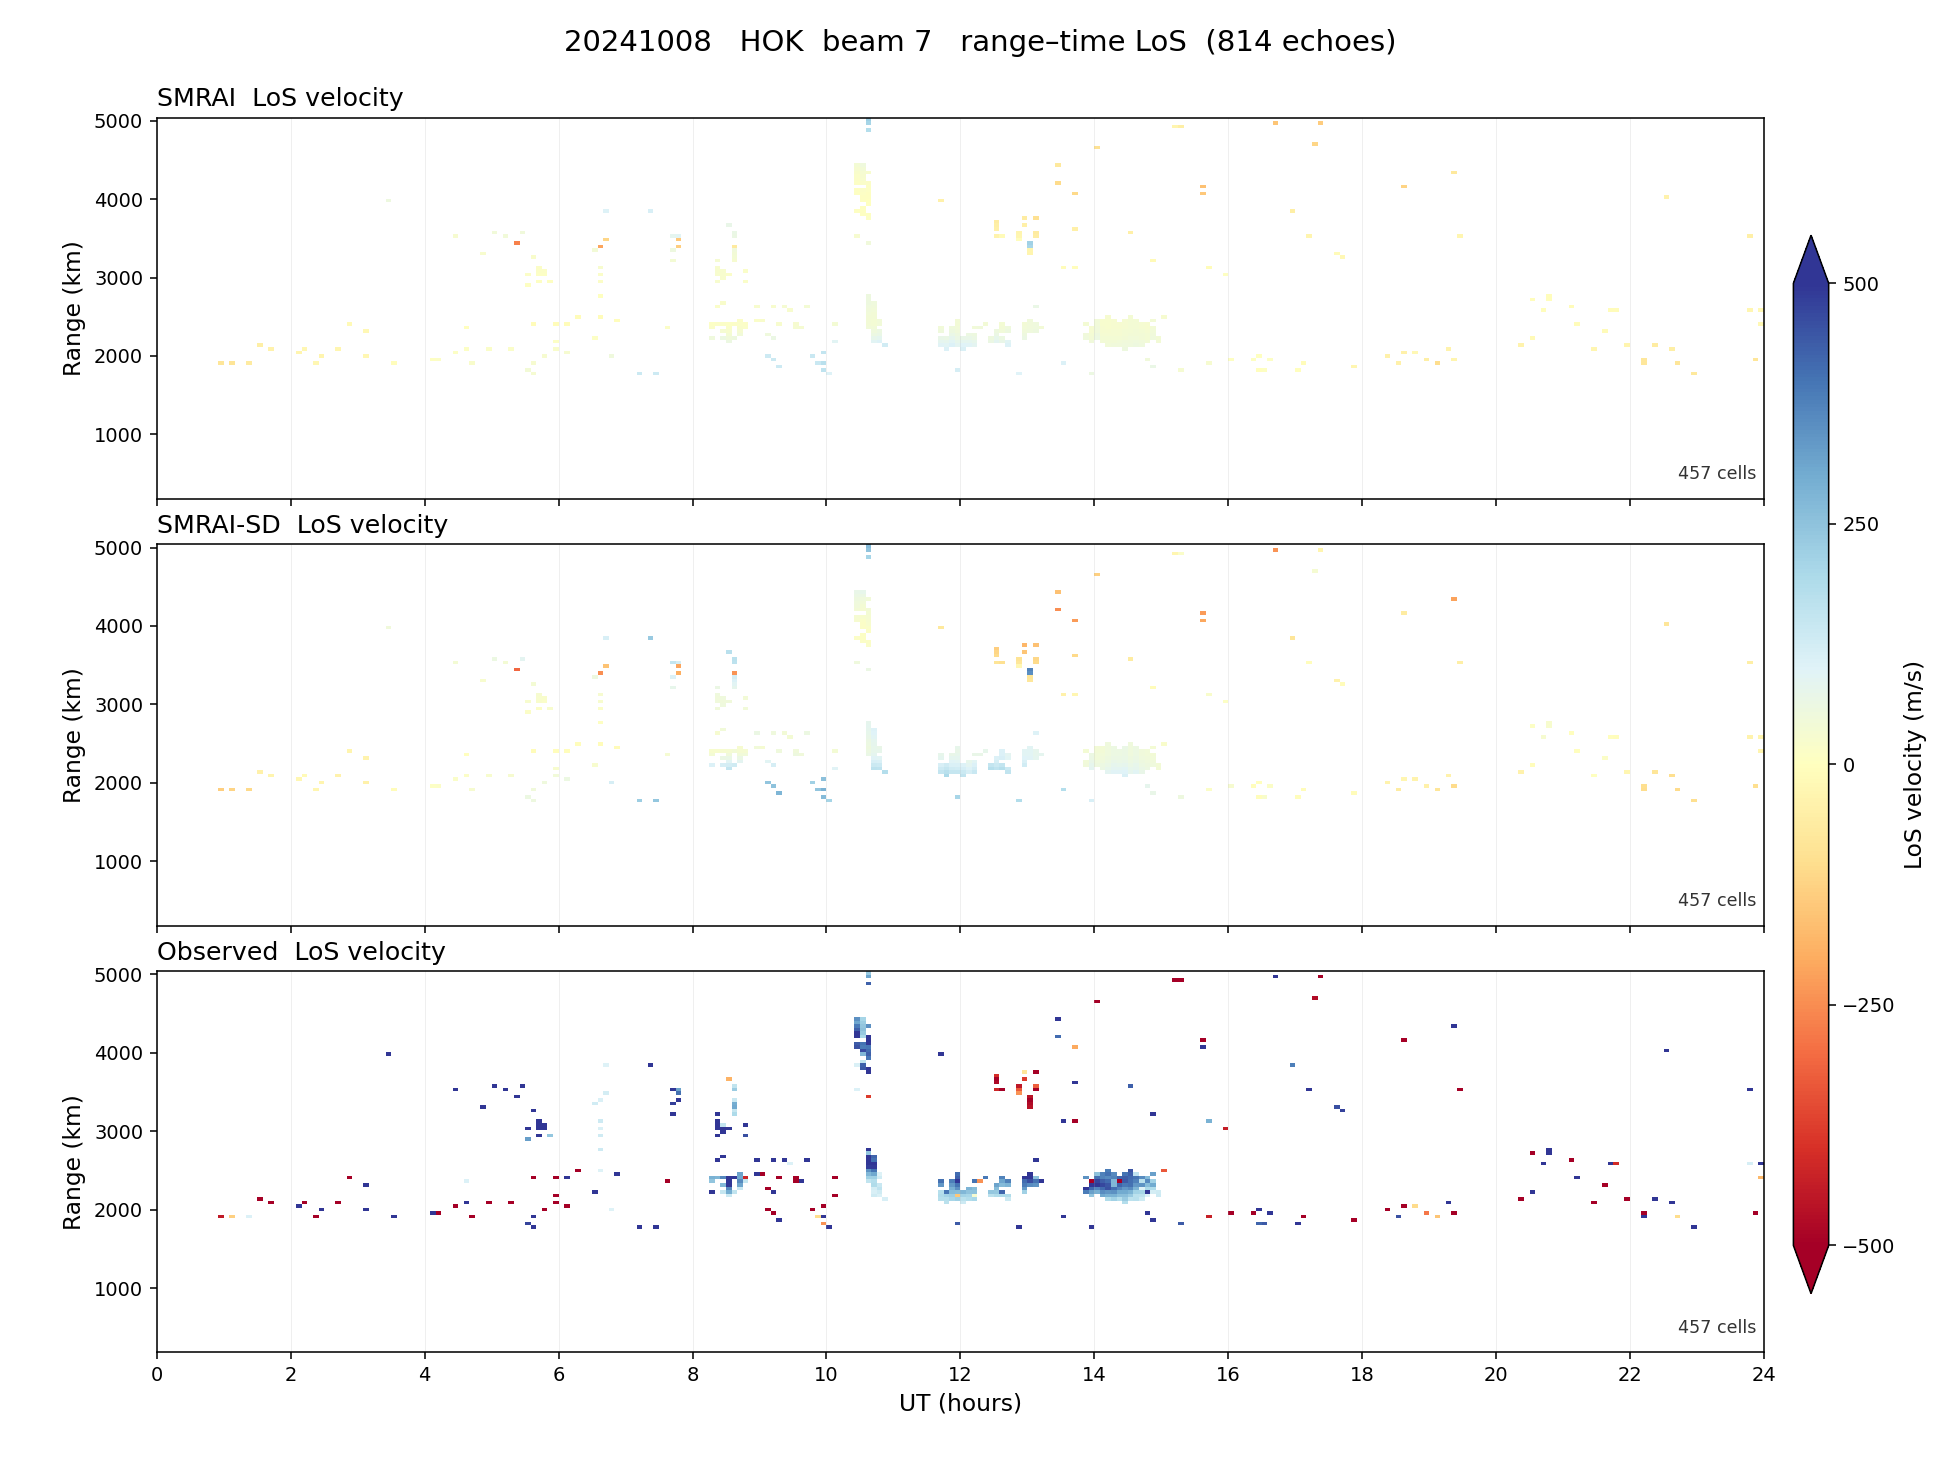 20241008   HOK  beam 7   range–time LoS  (814 echoes)
SMRAI  LoS velocity
5000
4000
3000
2000
1000
Range (km)
457 cells
SMRAI-SD  LoS velocity
5000
4000
3000
2000
1000
Range (km)
457 cells
Observed  LoS velocity
5000
4000
3000
2000
1000
Range (km)
457 cells
0 2 4 6 8 10 12 14 16 18 20 22 24
UT (hours)
500
250
0
−250
−500
LoS velocity (m/s)